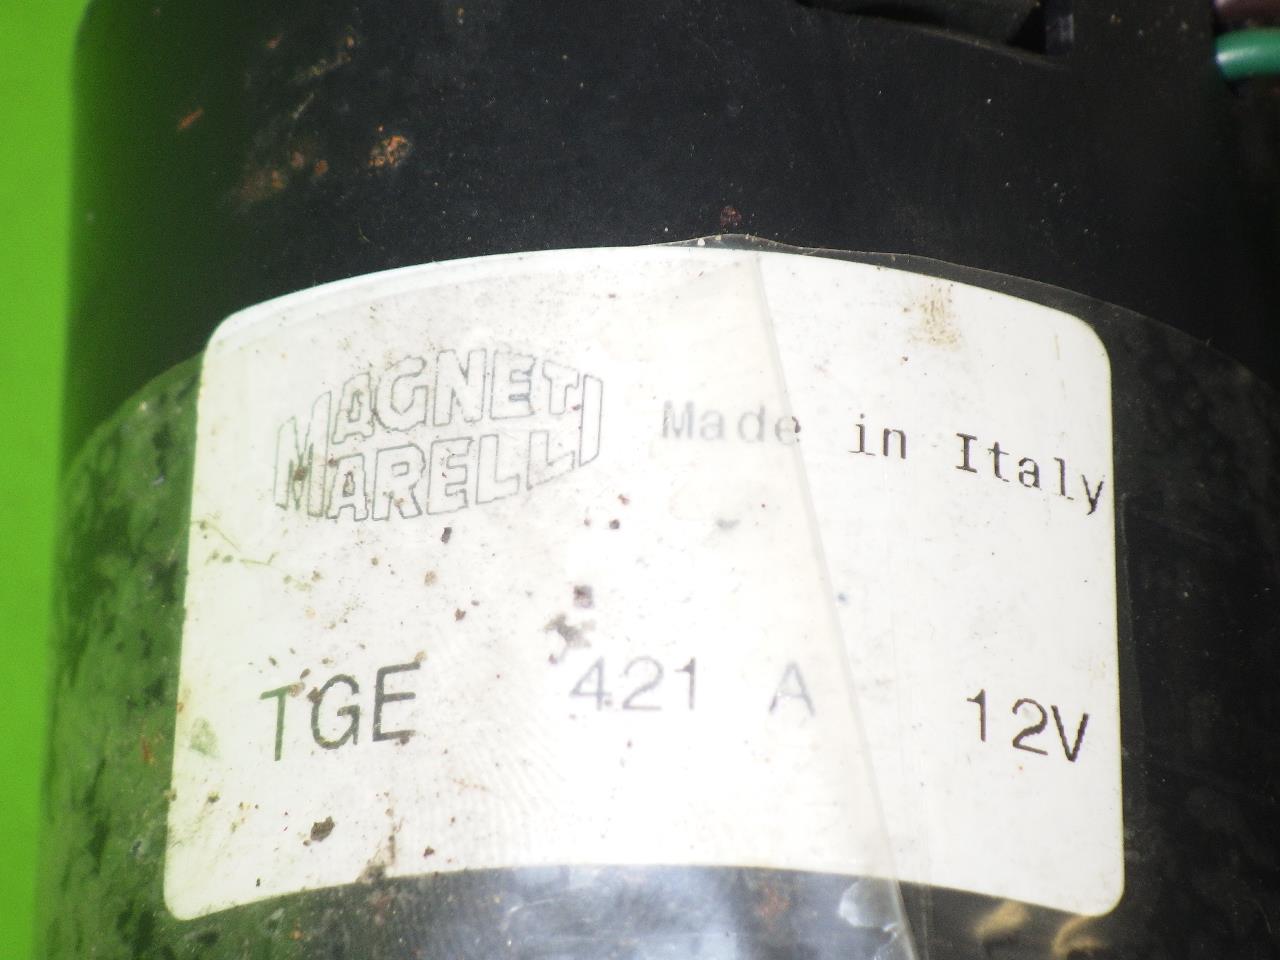 MAGNETI
MARELLI
Made in Italy
TGE 421 A 12V